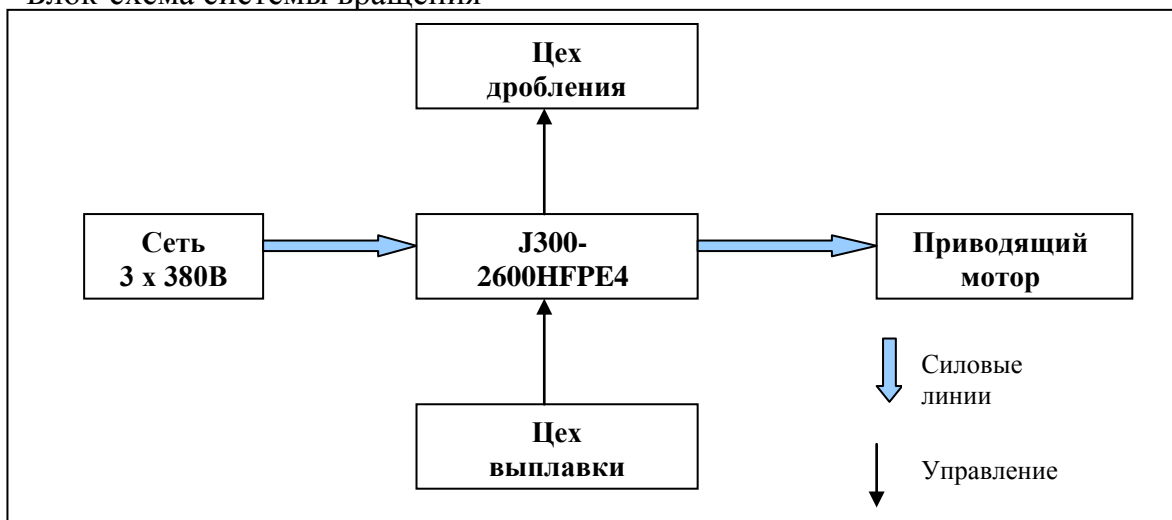 Блок-схема системы вращения
Цех
дробления
Сеть
3 х 380В
J300-
2600HFPE4
Приводящий
мотор
Цех
выплавки
Силовые
линии
Управление